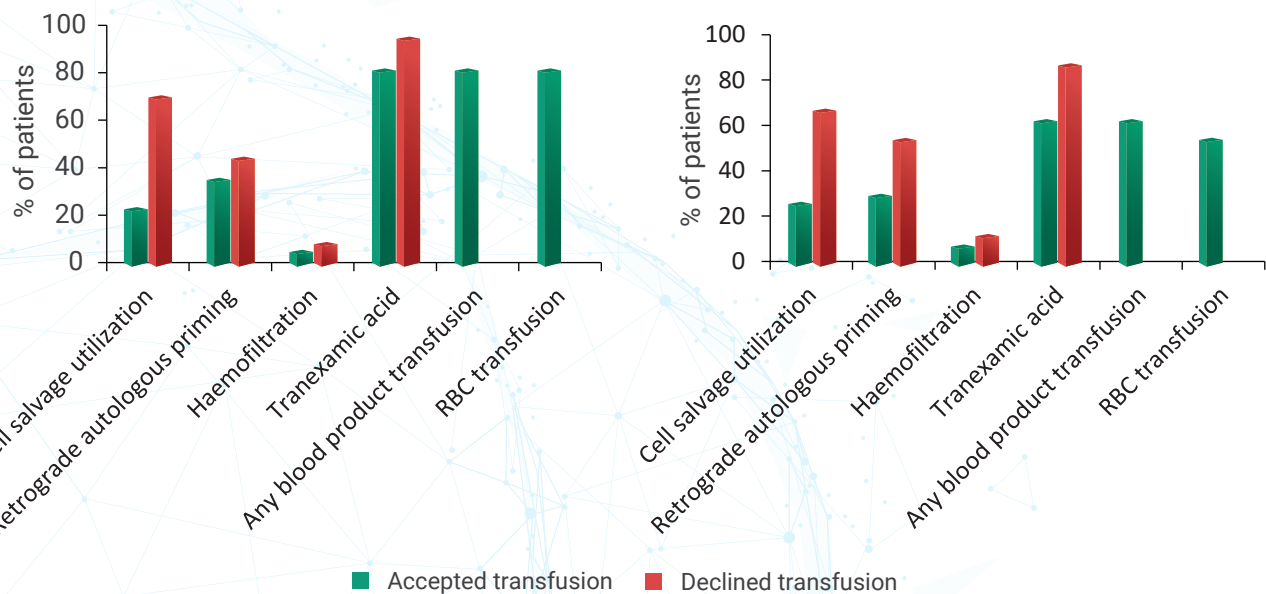 100
80
60
40
20
0
% of patients
salvage utilization
Retrograde autologous priming
Haemofiltration
Tranexamic acid
Any blood product transfusion
RBC transfusion
100
80
60
40
20
0
% of patients
Cell salvage utilization
Retrograde autologous priming
Haemofiltration
Tranexamic acid
Any blood product transfusion
RBC transfusion
Accepted transfusion
Declined transfusion